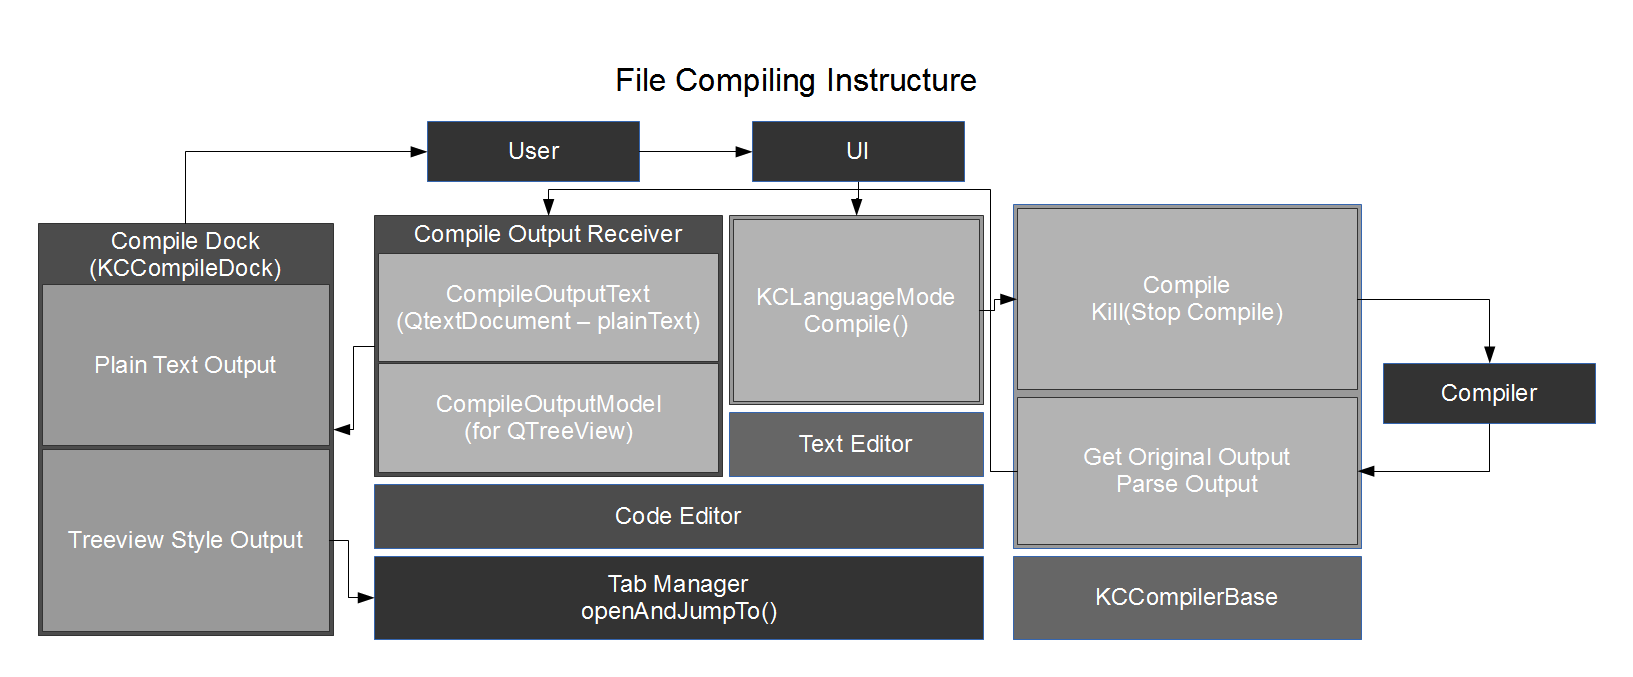 File Compiling Instructure
User
UI
Compile Dock
(KCCompileDock)
Plain Text Output
Treeview Style Output
Compile Output Receiver
CompileOutputText
(QtextDocument – plainText)
CompileOutputModel
(for QTreeView)
KCLanguageMode
Compile()
Text Editor
Code Editor
Tab Manager
openAndJumpTo()
Compile
Kill(Stop Compile)
Get Original Output
Parse Output
KCCompilerBase
Compiler